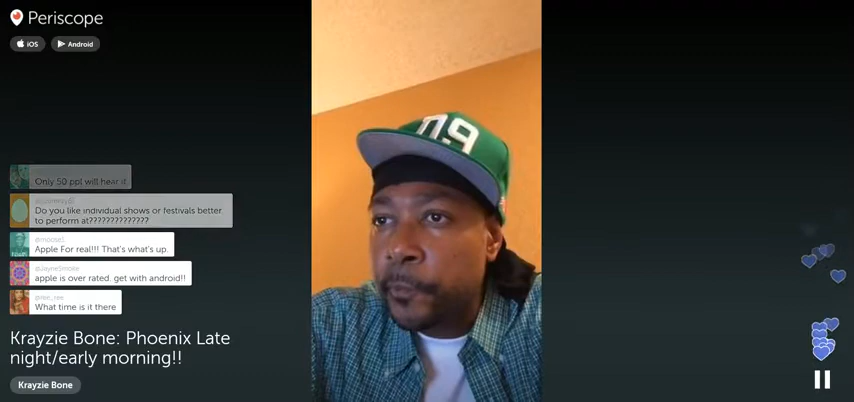 Periscope
iOS
Android
Only 50 ppl will hear it
Do you like individual shows or festivals better
to perform at??????????????
@moose1
Apple For real!!! That's what's up.
@JayneSmokie
apple is over rated. get with android!!
What time is it there
Krayzie Bone: Phoenix Late
night/early morning!!
Krayzie Bone